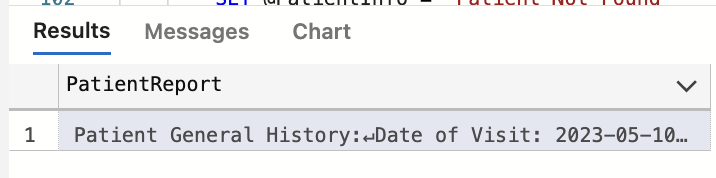 102 SET @PatientInfo = 'Patient Not Found'
Results Messages Chart
PatientReport
1 Patient General History:↵Date of Visit: 2023-05-10…